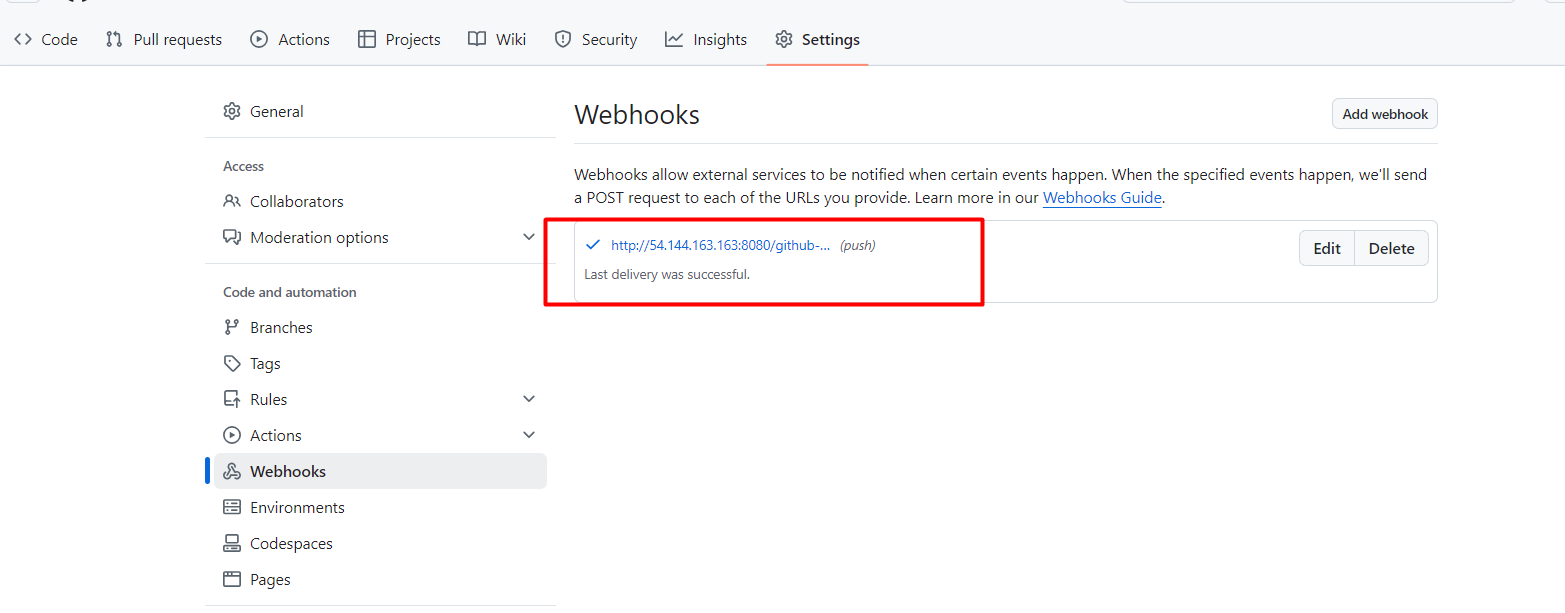 Code Pull requests Actions Projects Wiki Security Insights Settings
General
Access
Collaborators
Moderation options
Code and automation
Branches
Tags
Rules
Actions
Webhooks
Environments
Codespaces
Pages
Webhooks
Add webhook
Webhooks allow external services to be notified when certain events happen. When the specified events happen, we'll send
a POST request to each of the URLs you provide. Learn more in our Webhooks Guide.
http://54.144.163.163:8080/github-... (push)
Last delivery was successful.
Edit Delete